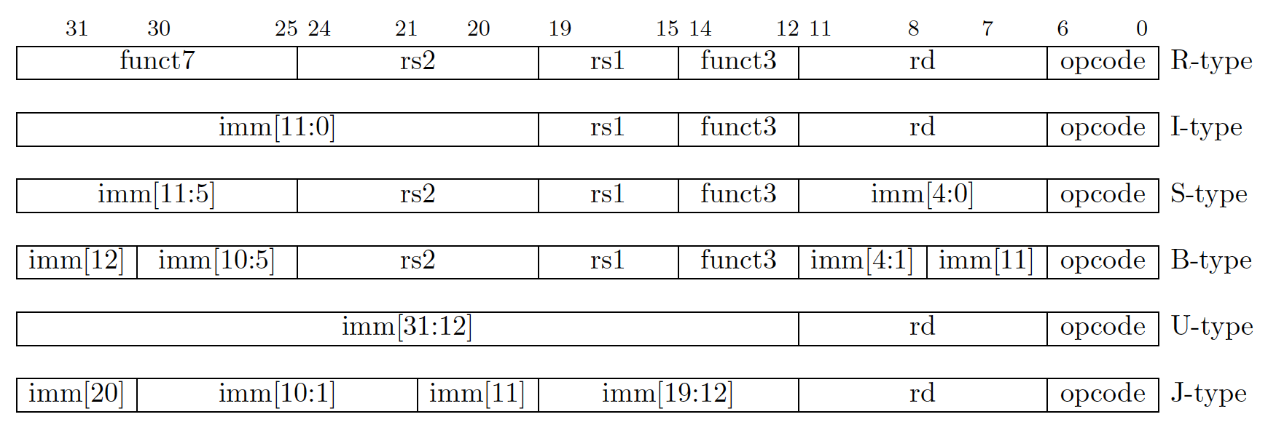 31 30 25 24 21 20 19 15 14 12 11 8 7 6 0
funct7 rs2 rs1 funct3 rd opcode R-type
imm[11:0] rs1 funct3 rd opcode I-type
imm[11:5] rs2 rs1 funct3 imm[4:0] opcode S-type
imm[12] imm[10:5] rs2 rs1 funct3 imm[4:1] imm[11] opcode B-type
imm[31:12] rd opcode U-type
imm[20] imm[10:1] imm[11] imm[19:12] rd opcode J-type